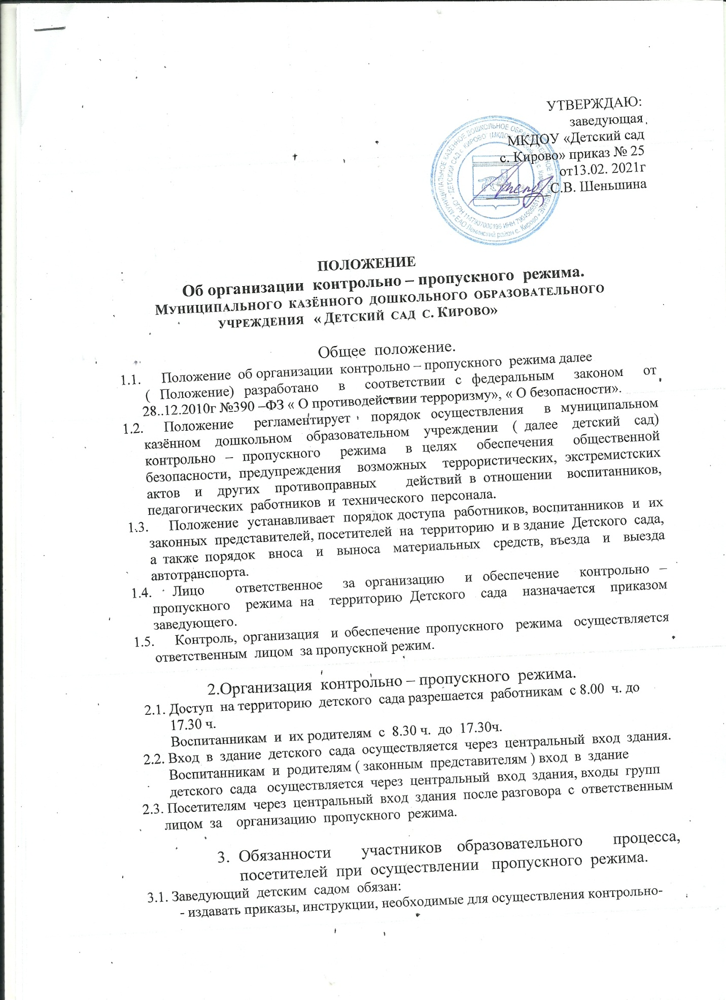 УТВЕРЖДАЮ:
заведующая
МКДОУ «Детский сад
с. Кирово» приказ № 25
от13.02. 2021г
С.В. Шеньшина
МУНИЦИПАЛЬНОЕ КАЗЕННОЕ ДОШКОЛЬНОЕ
ЕАО Ленинский район с. Кирово
ДЕТСКИЙ САД с. КИРОВО
ОГРН 1147907000196 ИНН 7904506551
ПОЛОЖЕНИЕ
Об организации контрольно – пропускного режима.
МУНИЦИПАЛЬНОГО КАЗЁННОГО ДОШКОЛЬНОГО ОБРАЗОВАТЕЛЬНОГО
УЧРЕЖДЕНИЯ « ДЕТСКИЙ САД С. КИРОВО»
Общее положение.
1.1. Положение об организации контрольно – пропускного режима далее
( Положение) разработано в соответствии с федеральным законом от
28..12.2010г №390 –ФЗ « О противодействии терроризму», « О безопасности».
1.2. Положение регламентирует порядок осуществления в муниципальном
казённом дошкольном образовательном учреждении ( далее детский сад)
контрольно – пропускного режима в целях обеспечения общественной
безопасности, предупреждения возможных террористических, экстремистских
актов и других противоправных действий в отношении воспитанников,
педагогических работников и технического персонала.
1.3. Положение устанавливает порядок доступа работников, воспитанников и их
законных представителей, посетителей на территорию и в здание Детского сада,
а также порядок вноса и выноса материальных средств, въезда и выезда
автотранспорта.
1.4. Лицо ответственное за организацию и обеспечение контрольно –
пропускного режима на территорию Детского сада назначается приказом
заведующего.
1.5. Контроль, организация и обеспечение пропускного режима осуществляется
ответственным лицом за пропускной режим.
2.Организация контрольно – пропускного режима.
2.1. Доступ на территорию детского сада разрешается работникам с 8.00 ч. до
17.30 ч.
Воспитанникам и их родителям с 8.30 ч. до 17.30ч.
2.2. Вход в здание детского сада осуществляется через центральный вход здания.
Воспитанникам и родителям ( законным представителям ) вход в здание
детского сада осуществляется через центральный вход здания, входы групп
2.3. Посетителям через центральный вход здания после разговора с ответственным
лицом за организацию пропускного режима.
3. Обязанности участников образовательного процесса,
посетителей при осуществлении пропускного режима.
3.1. Заведующий детским садом обязан:
- издавать приказы, инструкции, необходимые для осуществления контрольно-